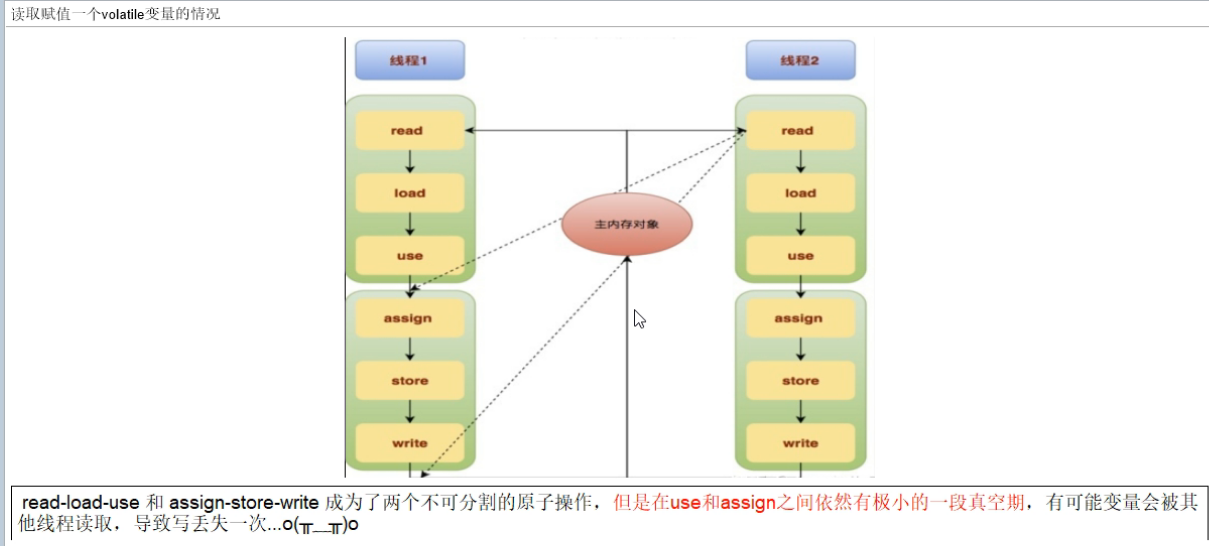 读取赋值一个volatile变量的情况
线程1
线程2
read
read
load
load
主内存对象
use
use
assign
assign
store
store
write
write
read-load-use 和 assign-store-write 成为了两个不可分割的原子操作，但是在use和assign之间依然有极小的一段真空期，有可能变量会被其
他线程读取，导致写丢失一次...o(╥﹏╥)o